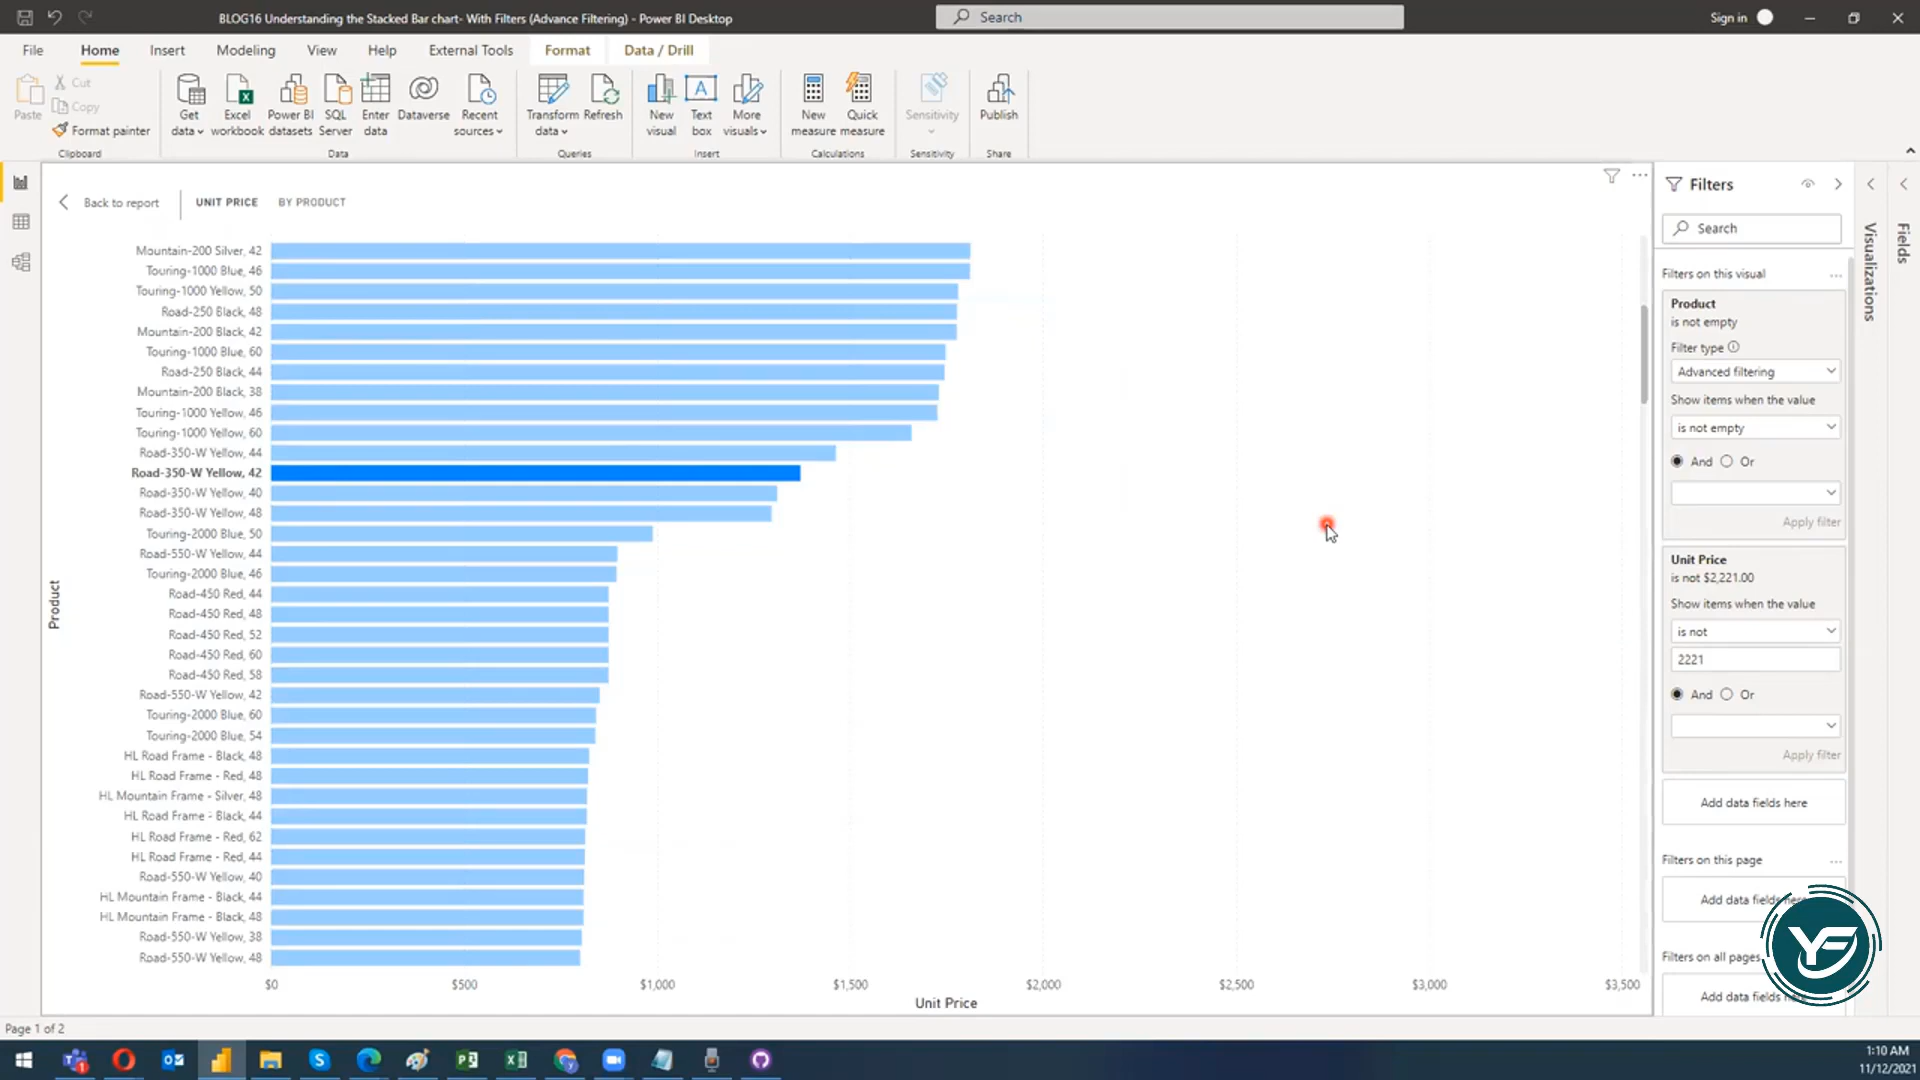 BLOG16 Understanding the Stacked Bar chart- With Filters (Advance Filtering) - Power BI Desktop
Search
Sign in
File Home Insert Modeling View Help External Tools Format Data / Drill
Paste
Cut
Copy
Format painter
Clipboard
Get data
Excel workbook
Power BI datasets
SQL Server
Enter data
Dataverse
Recent sources
Data
Transform data
Refresh
Queries
New visual
Text box
More visuals
Insert
New measure
Quick measure
Calculations
Sensitivity
Sensitivity
Publish
Share
Back to report
UNIT PRICE BY PRODUCT
Product
Mountain-200 Silver, 42
Touring-1000 Blue, 46
Touring-1000 Yellow, 50
Road-250 Black, 48
Mountain-200 Black, 42
Touring-1000 Blue, 60
Road-250 Black, 44
Mountain-200 Black, 38
Touring-1000 Yellow, 46
Touring-1000 Yellow, 60
Road-350-W Yellow, 44
Road-350-W Yellow, 42
Road-350-W Yellow, 40
Road-350-W Yellow, 48
Touring-2000 Blue, 50
Road-550-W Yellow, 44
Touring-2000 Blue, 46
Road-450 Red, 44
Road-450 Red, 48
Road-450 Red, 52
Road-450 Red, 60
Road-450 Red, 58
Road-550-W Yellow, 42
Touring-2000 Blue, 60
Touring-2000 Blue, 54
HL Road Frame - Black, 48
HL Road Frame - Red, 48
HL Mountain Frame - Silver, 48
HL Road Frame - Black, 44
HL Road Frame - Red, 62
HL Road Frame - Red, 44
Road-550-W Yellow, 40
HL Mountain Frame - Black, 44
HL Mountain Frame - Black, 48
Road-550-W Yellow, 38
Road-550-W Yellow, 48
$0 $500 $1,000 $1,500 $2,000 $2,500 $3,000 $3,500
Unit Price
Filters
Search
Filters on this visual
Product
is not empty
Filter type
Advanced filtering
Show items when the value
is not empty
And Or
Apply filter
Unit Price
is not $2,221.00
Show items when the value
is not
2221
And Or
Apply filter
Add data fields here
Filters on this page
Add data fields here
Filters on all pages
Add data fields
Visualizations
Fields
YF
Page 1 of 2
1:10 AM
11/12/2021